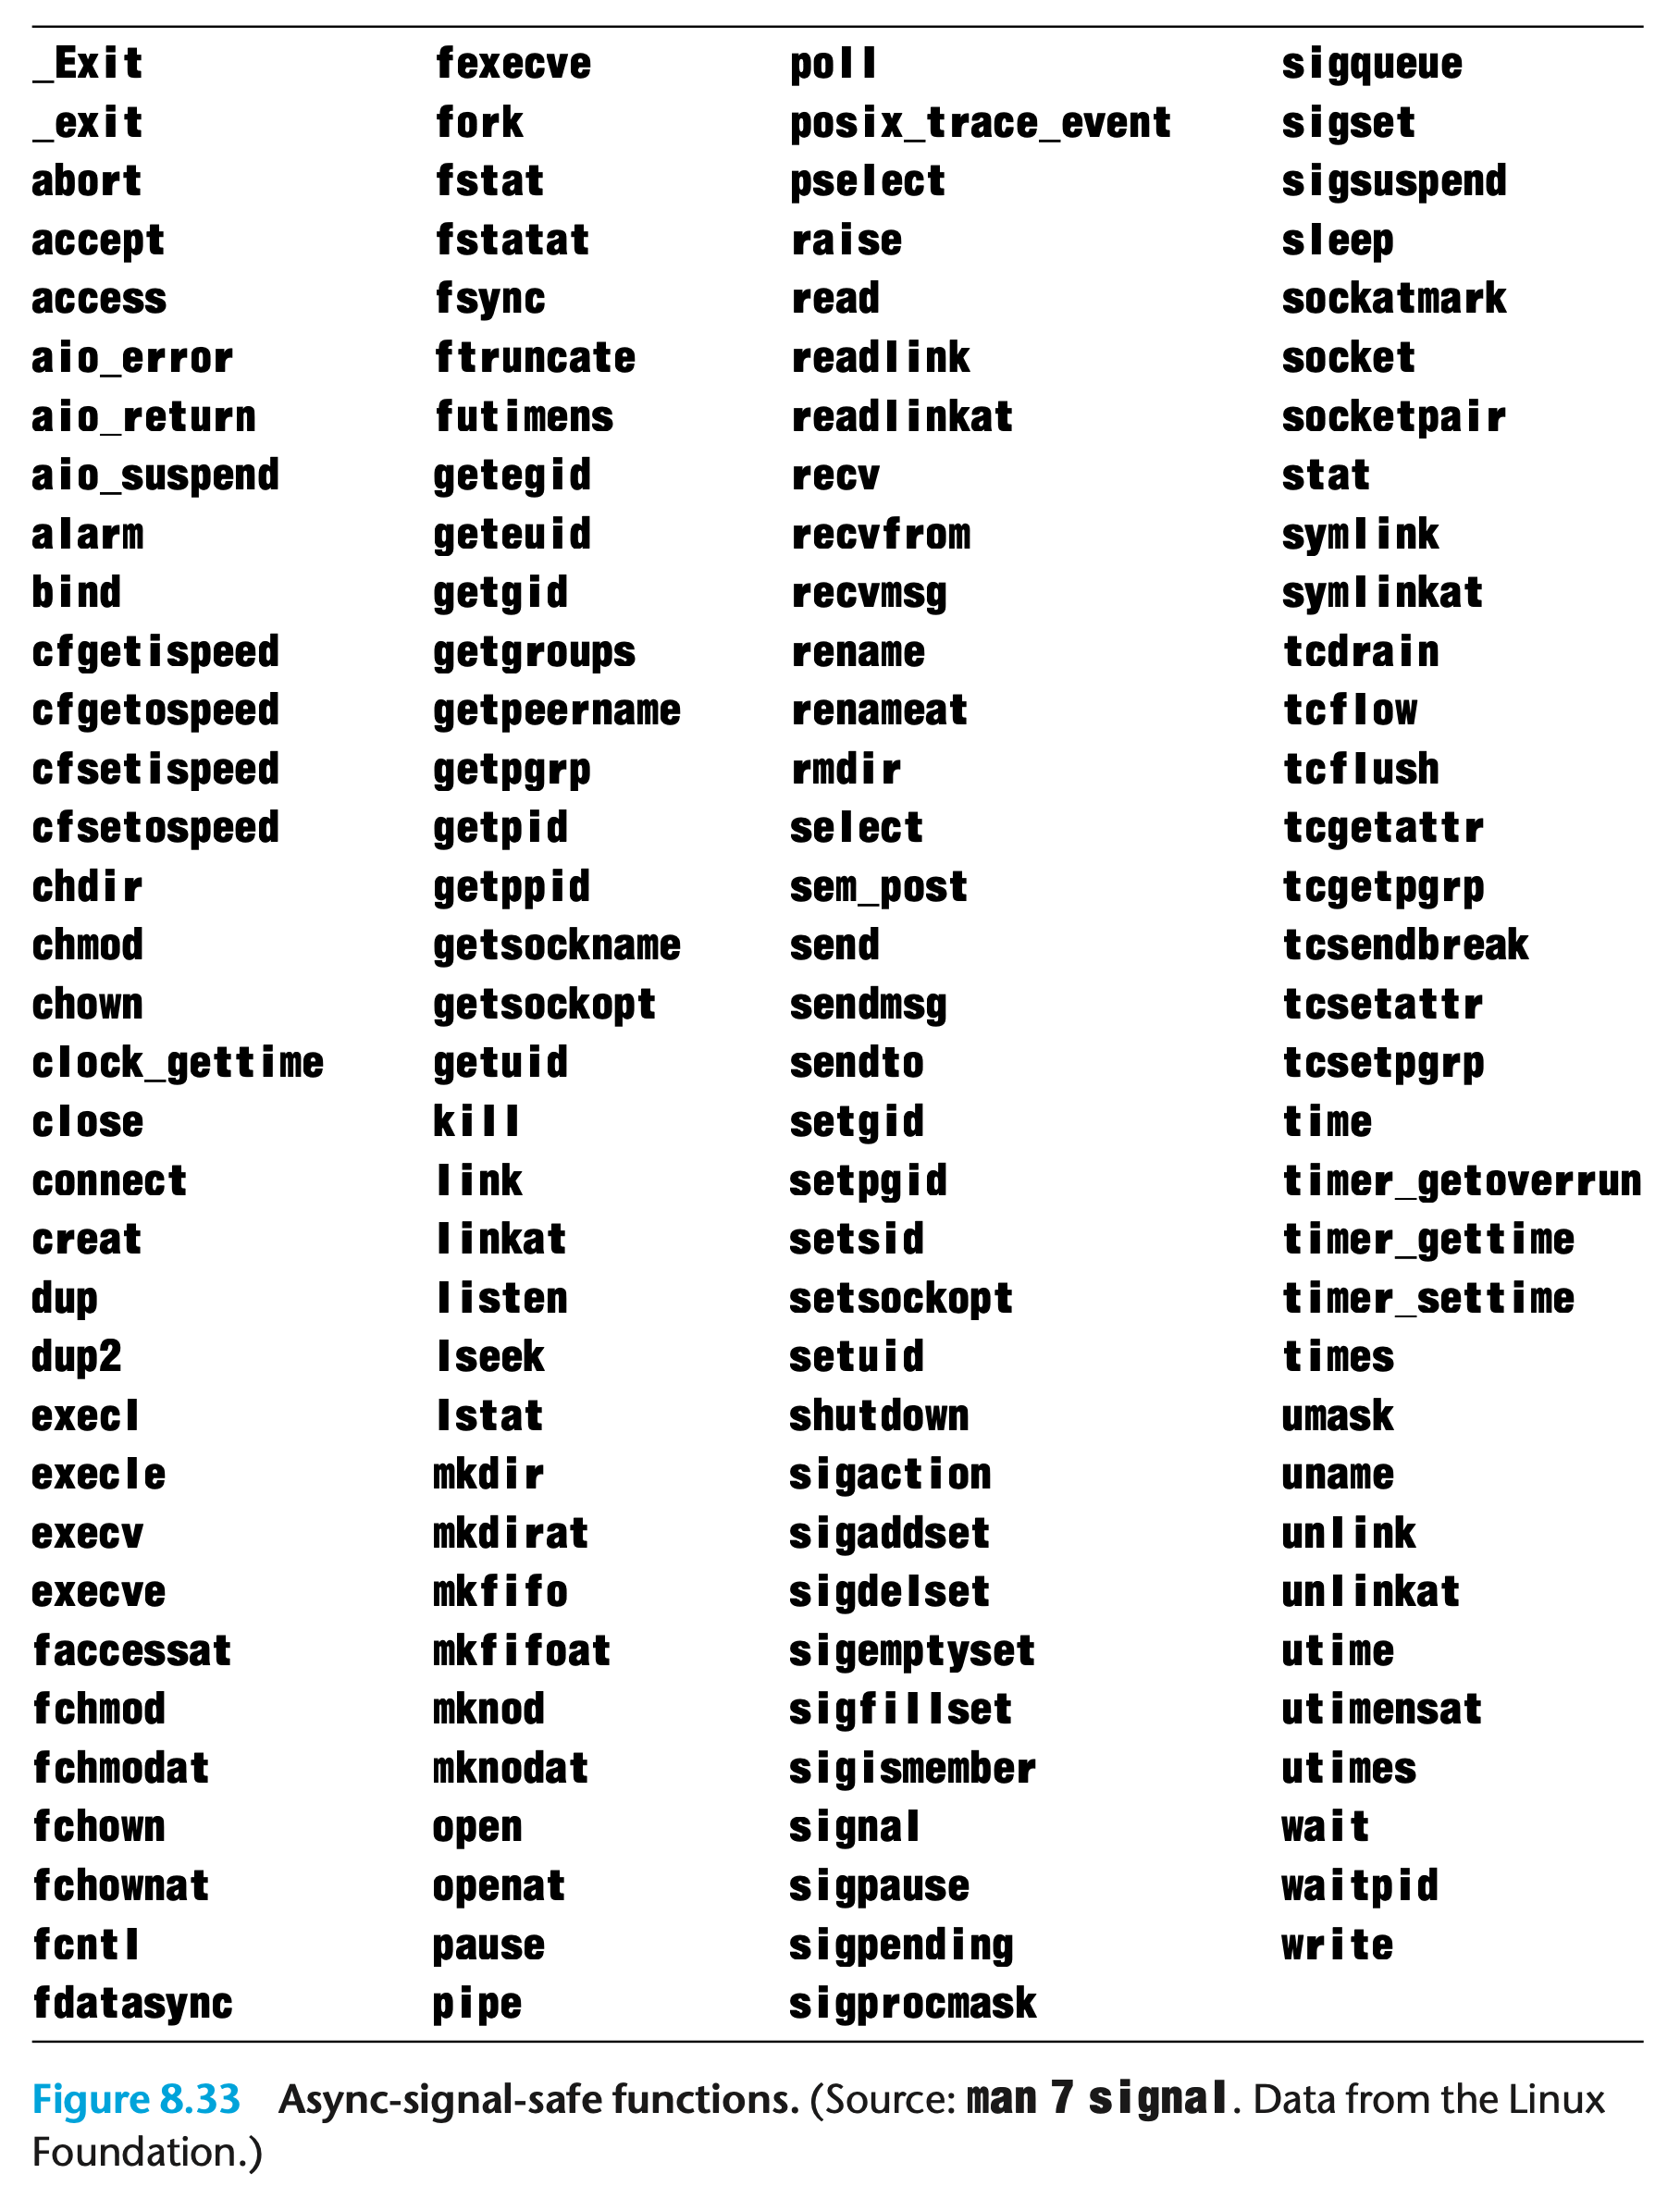 _Exit fexecve poll sigqueue
_exit fork posix_trace_event sigset
abort fstat pselect sigsuspend
accept fstatat raise sleep
access fsync read sockatmark
aio_error ftruncate readlink socket
aio_return futimens readlinkat socketpair
aio_suspend getegid recv stat
alarm geteuid recvfrom symlink
bind getgid recvmsg symlinkat
cfgetispeed getgroups rename tcdrain
cfgetospeed getpeername renameat tcflow
cfsetispeed getpgrp rmdir tcflush
cfsetospeed getpid select tcgetattr
chdir getppid sem_post tcgetpgrp
chmod getsockname send tcsendbreak
chown getsockopt sendmsg tcsetattr
clock_gettime getuid sendto tcsetpgrp
close kill setgid time
connect link setpgid timer_getoverrun
creat linkat setsid timer_gettime
dup listen setsockopt timer_settime
dup2 lseek setuid times
execl lstat shutdown umask
execle mkdir sigaction uname
execv mkdirat sigaddset unlink
execve mkfifo sigdelset unlinkat
faccessat mkfifoat sigemptyset utime
fchmod mknod sigfillset utimensat
fchmodat mknodat sigismember utimes
fchown open signal wait
fchownat openat sigpause waitpid
fcntl pause sigpending write
fdatasync pipe sigprocmask
Figure 8.33 Async-signal-safe functions. (Source: man 7 signal. Data from the Linux
Foundation.)